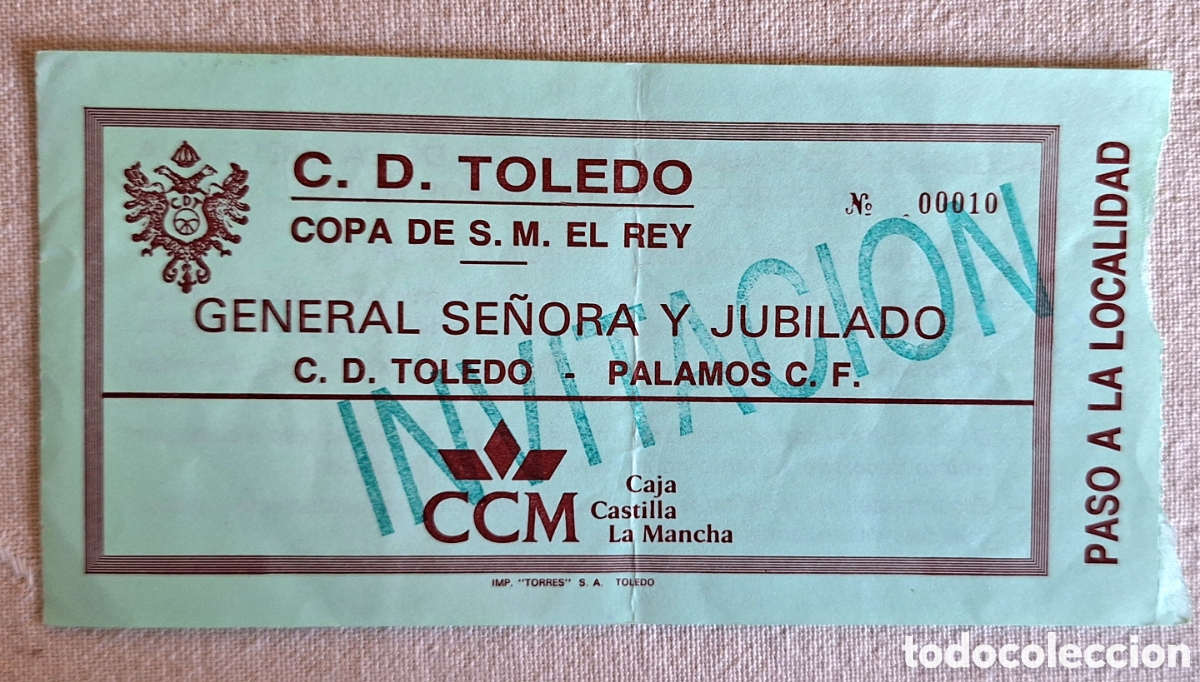 C. D. TOLEDO
Nº 00010
COPA DE S. M. EL REY
GENERAL SEÑORA Y JUBILADO
C. D. TOLEDO - PALAMOS C. F.
INVITACION
CCM
Caja
Castilla
La Mancha
IMP. "TORRES" S. A. TOLEDO
PASO A LA LOCALIDAD
todocoleccion